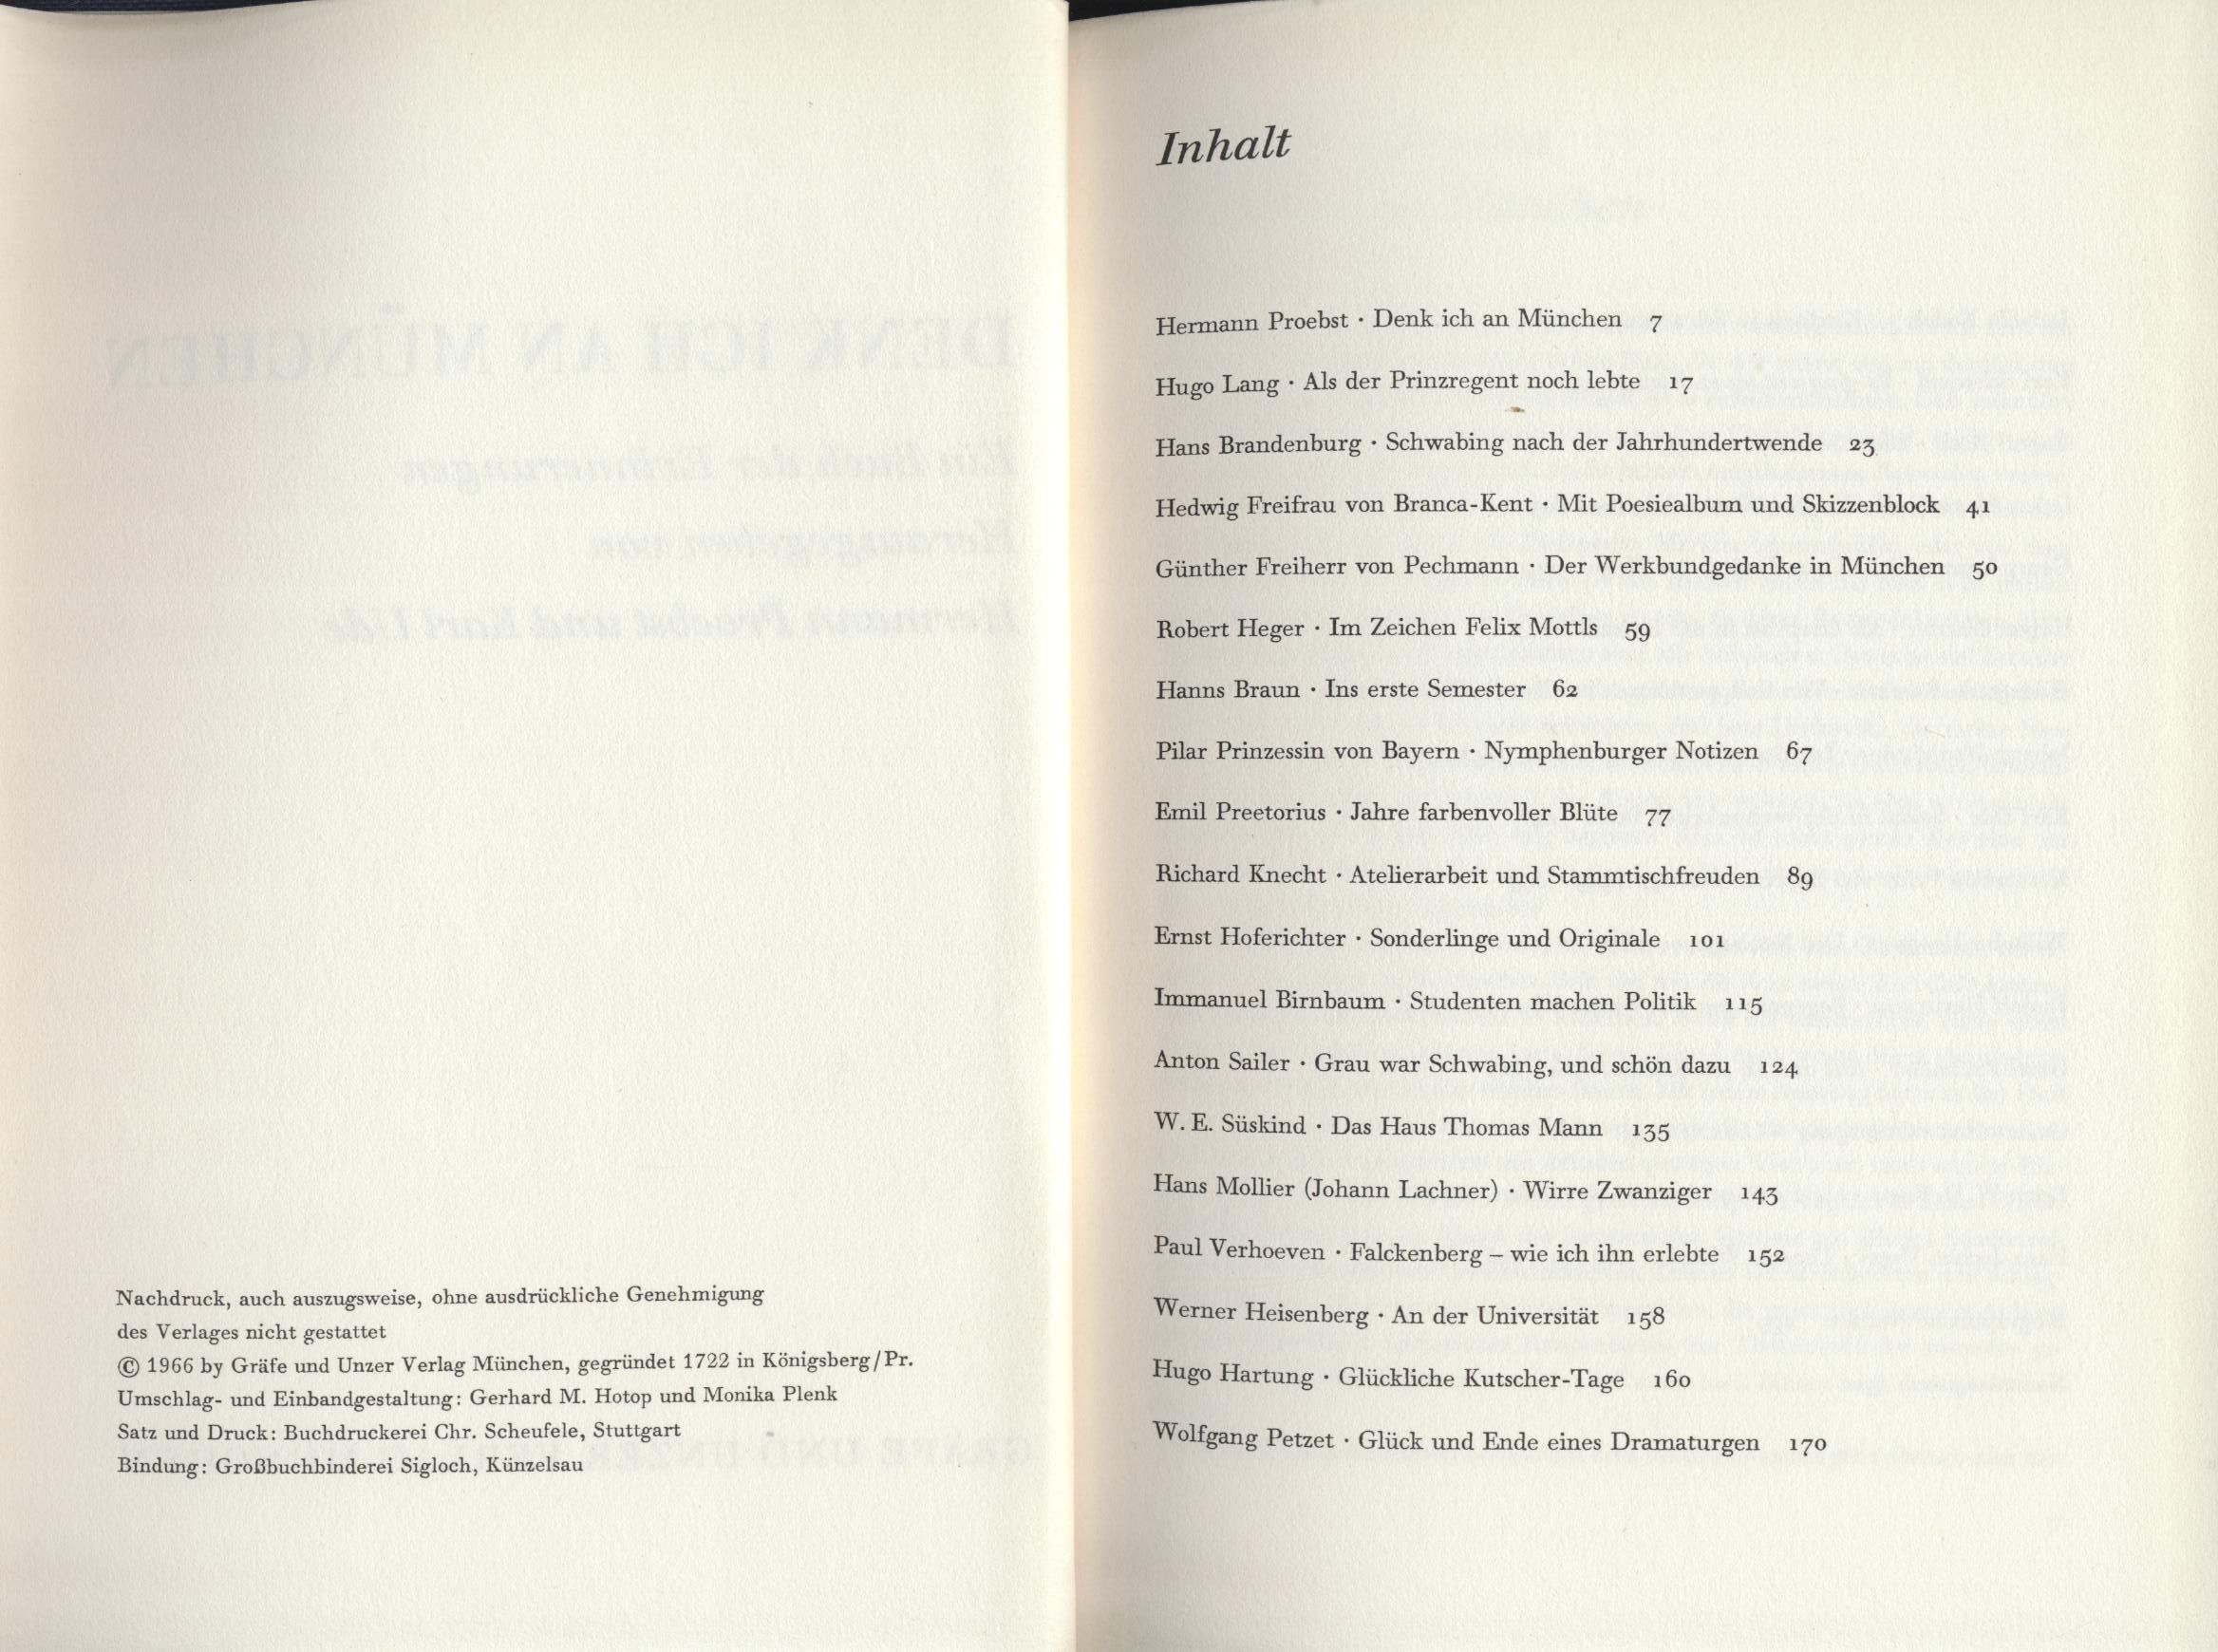 Nachdruck, auch auszugsweise, ohne ausdrückliche Genehmigung
des Verlages nicht gestattet
© 1966 by Gräfe und Unzer Verlag München, gegründet 1722 in Königsberg/Pr.
Umschlag- und Einbandgestaltung: Gerhard M. Hotop und Monika Plenk
Satz und Druck: Buchdruckerei Chr. Scheufele, Stuttgart
Bindung: Großbuchbinderei Sigloch, Künzelsau
Inhalt
Hermann Proebst · Denk ich an München 7
Hugo Lang · Als der Prinzregent noch lebte 17
Hans Brandenburg · Schwabing nach der Jahrhundertwende 23
Hedwig Freifrau von Branca-Kent · Mit Poesiealbum und Skizzenblock 41
Günther Freiherr von Pechmann · Der Werkbundgedanke in München 50
Robert Heger · Im Zeichen Felix Mottls 59
Hanns Braun · Ins erste Semester 62
Pilar Prinzessin von Bayern · Nymphenburger Notizen 67
Emil Preetorius · Jahre farbenvoller Blüte 77
Richard Knecht · Atelierarbeit und Stammtischfreuden 89
Ernst Hoferichter · Sonderlinge und Originale 101
Immanuel Birnbaum · Studenten machen Politik 115
Anton Sailer · Grau war Schwabing, und schön dazu 124
W. E. Süskind · Das Haus Thomas Mann 135
Hans Mollier (Johann Lachner) · Wirre Zwanziger 143
Paul Verhoeven · Falckenberg – wie ich ihn erlebte 152
Werner Heisenberg · An der Universität 158
Hugo Hartung · Glückliche Kutscher-Tage 160
Wolfgang Petzet · Glück und Ende eines Dramaturgen 170